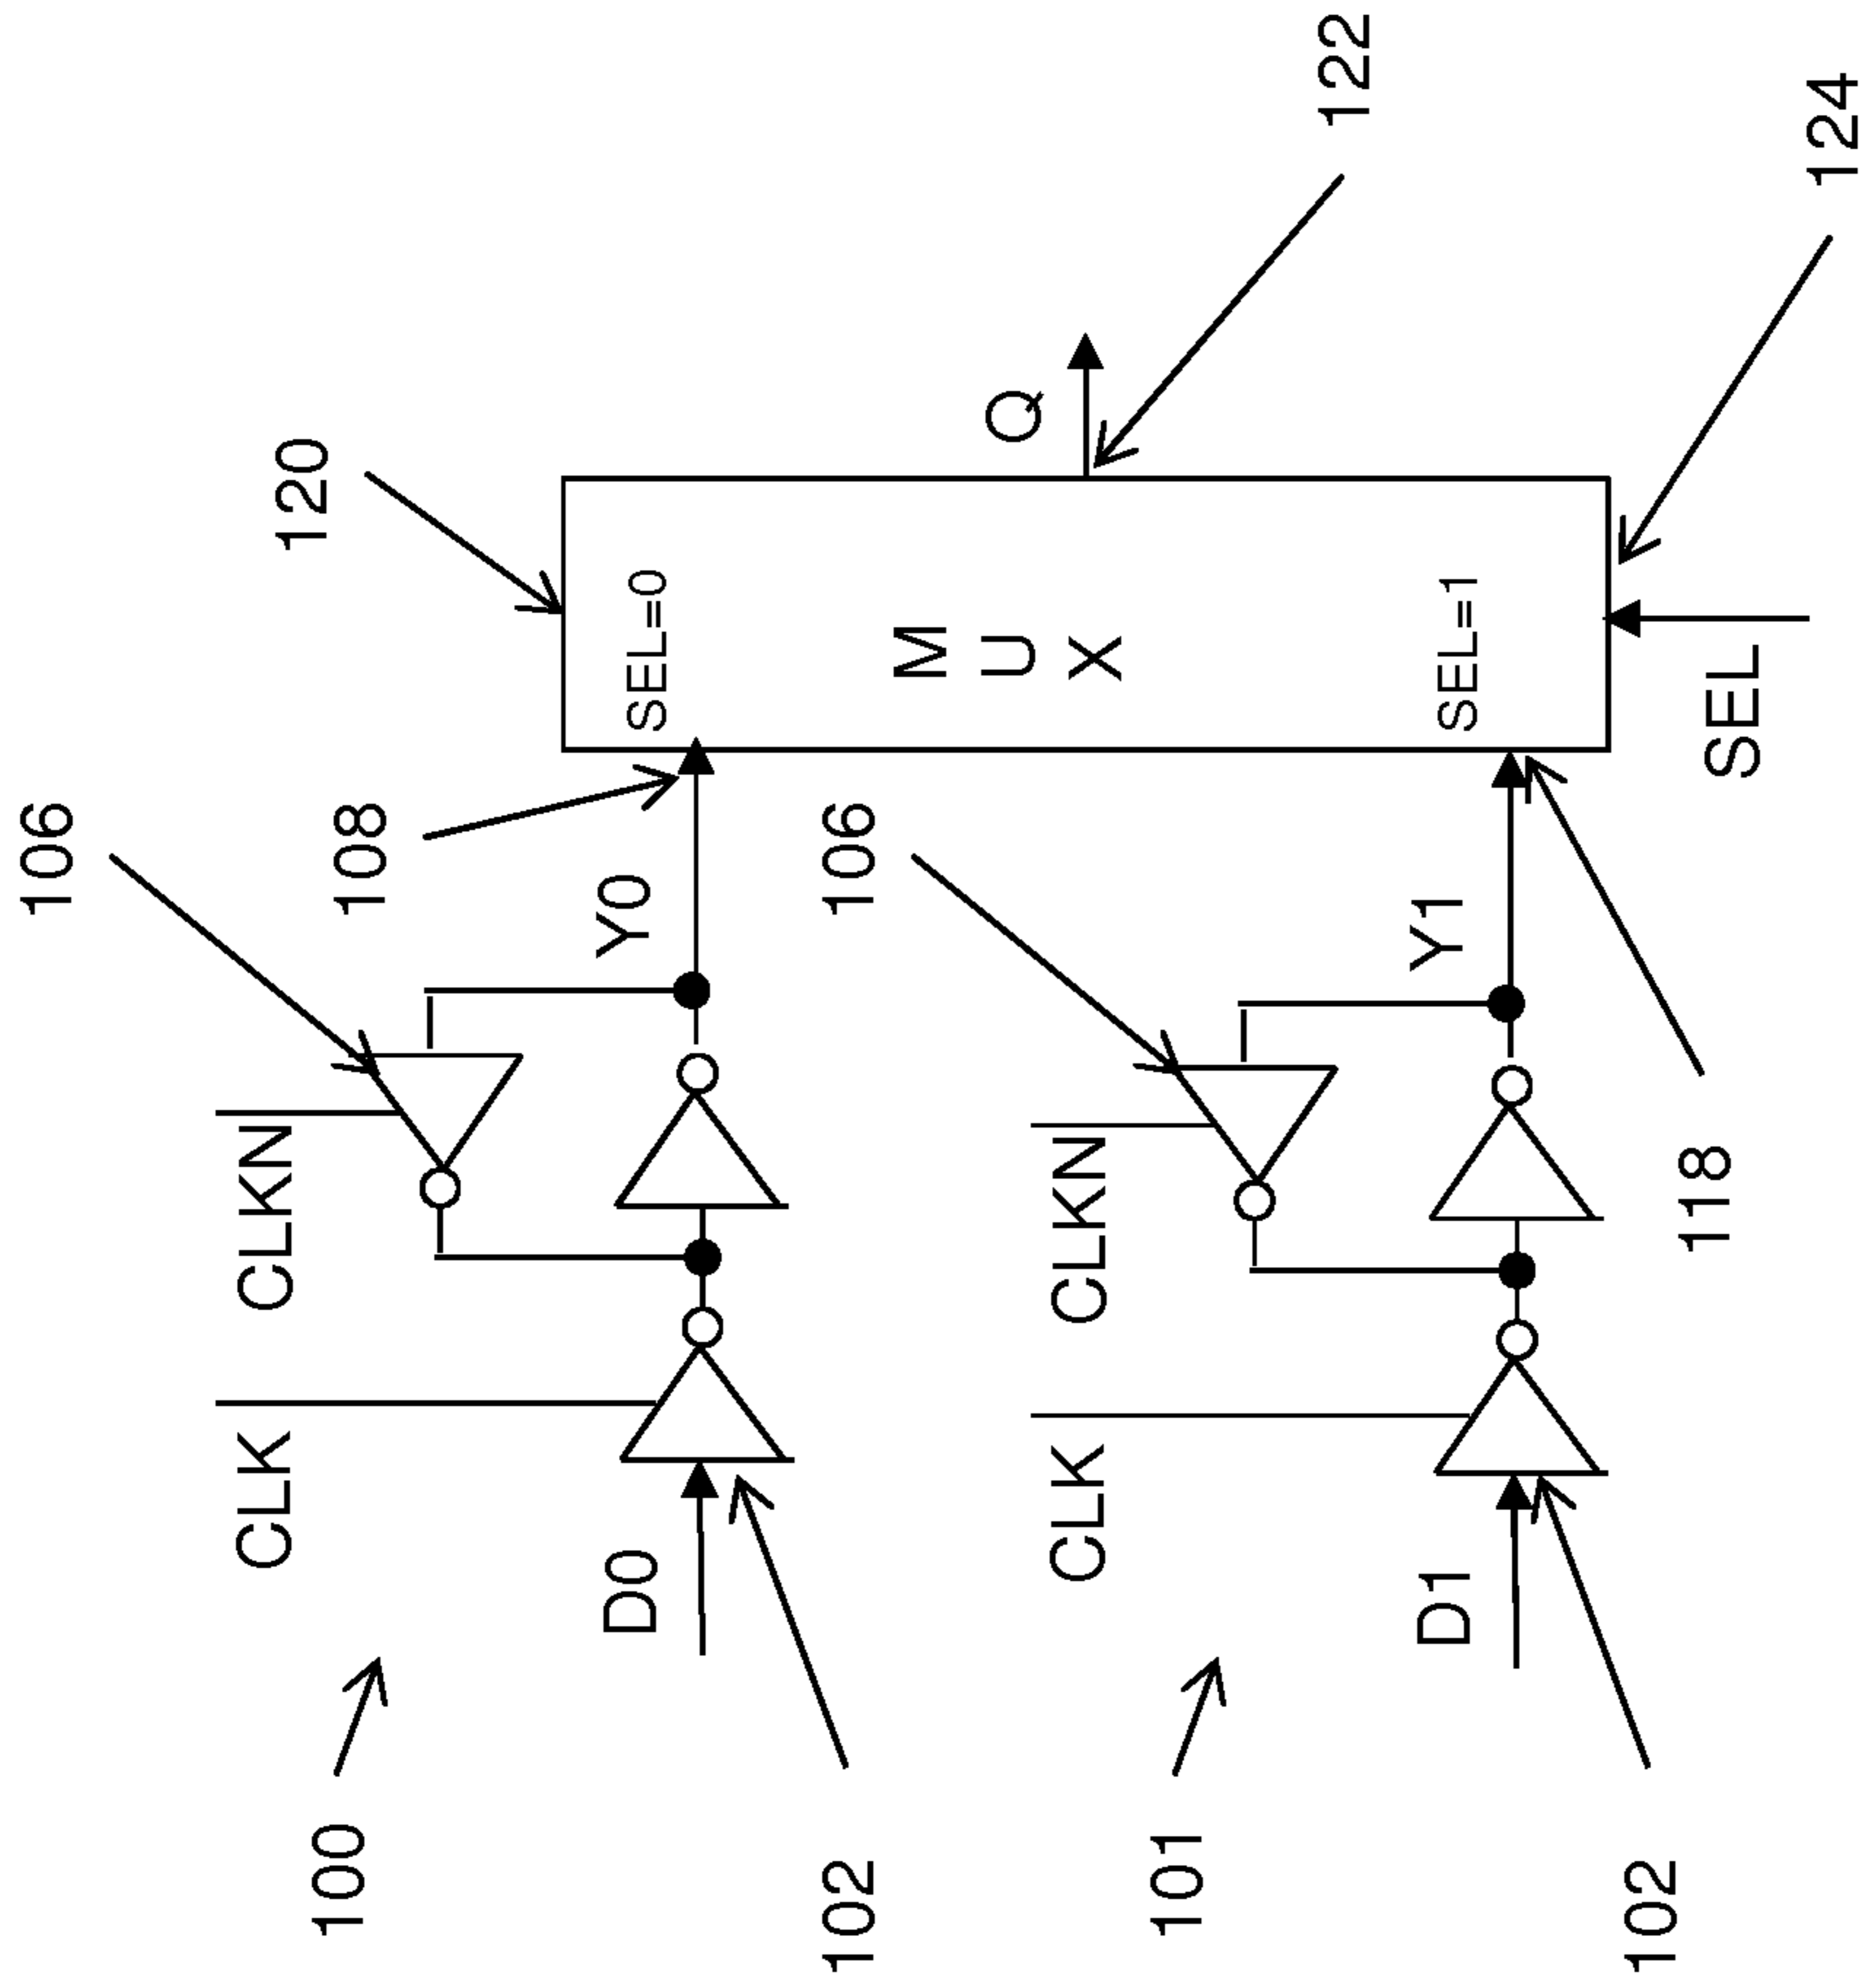 106
CLKN
CLK
100
108
120
Y0
SEL=0
D0
102
122
Q
M
U
X
106
CLKN
CLK
101
Y1
SEL=1
D1
102
118
SEL
124